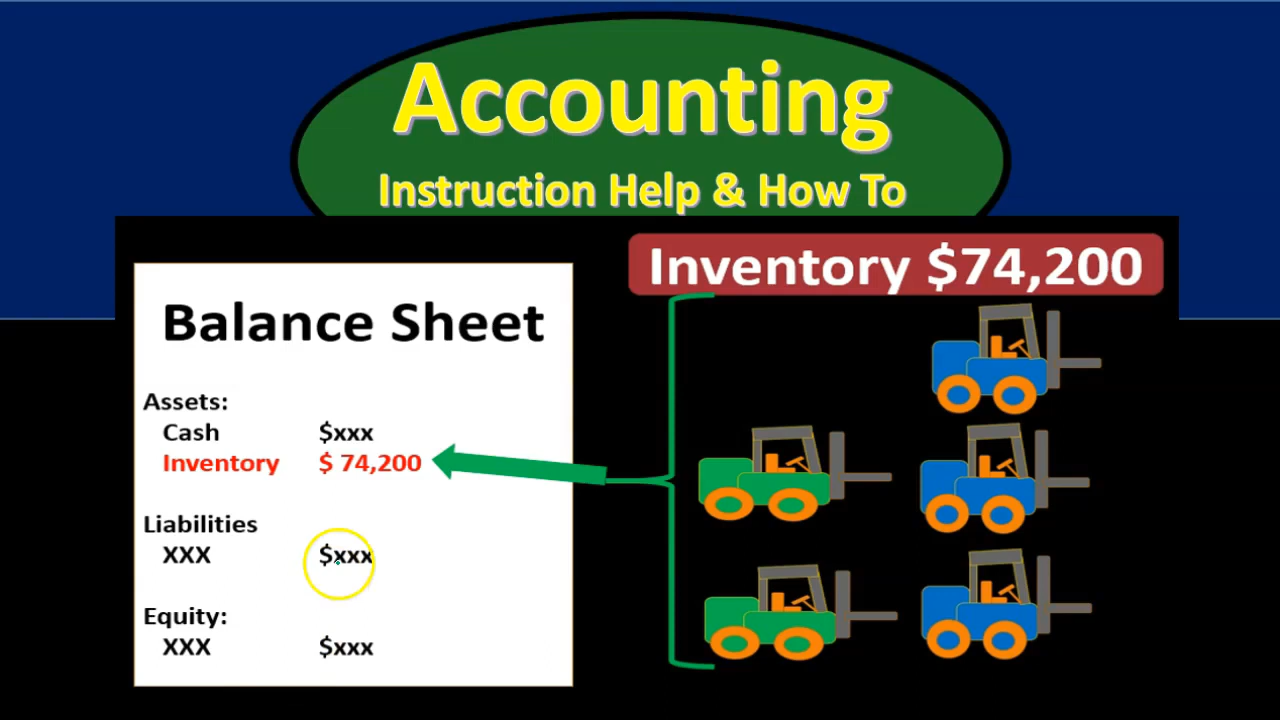 Accounting
Instruction Help & How To
Inventory $74,200
Balance Sheet
Assets:
Cash $xxx
Inventory $ 74,200
Liabilities
XXX $xxx
Equity:
XXX $xxx